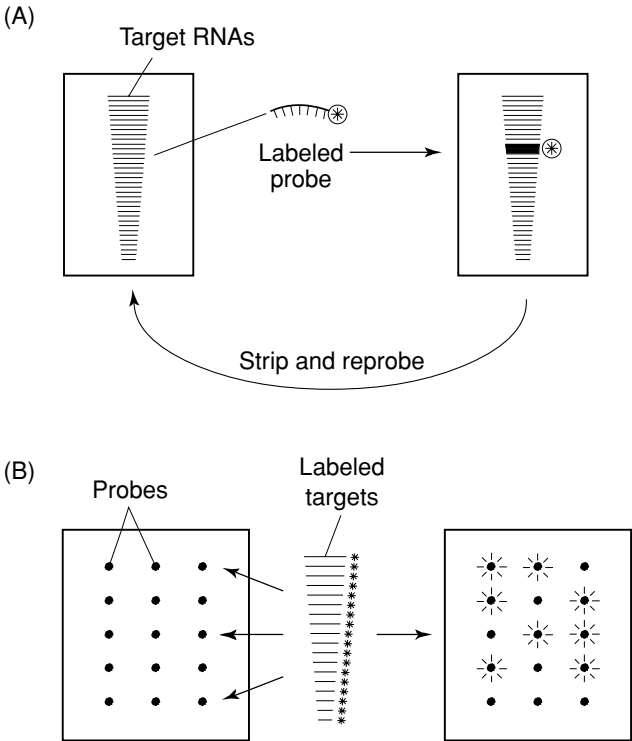 (A)
Target RNAs
Labeled
probe
Strip and reprobe
(B)
Probes
Labeled
targets